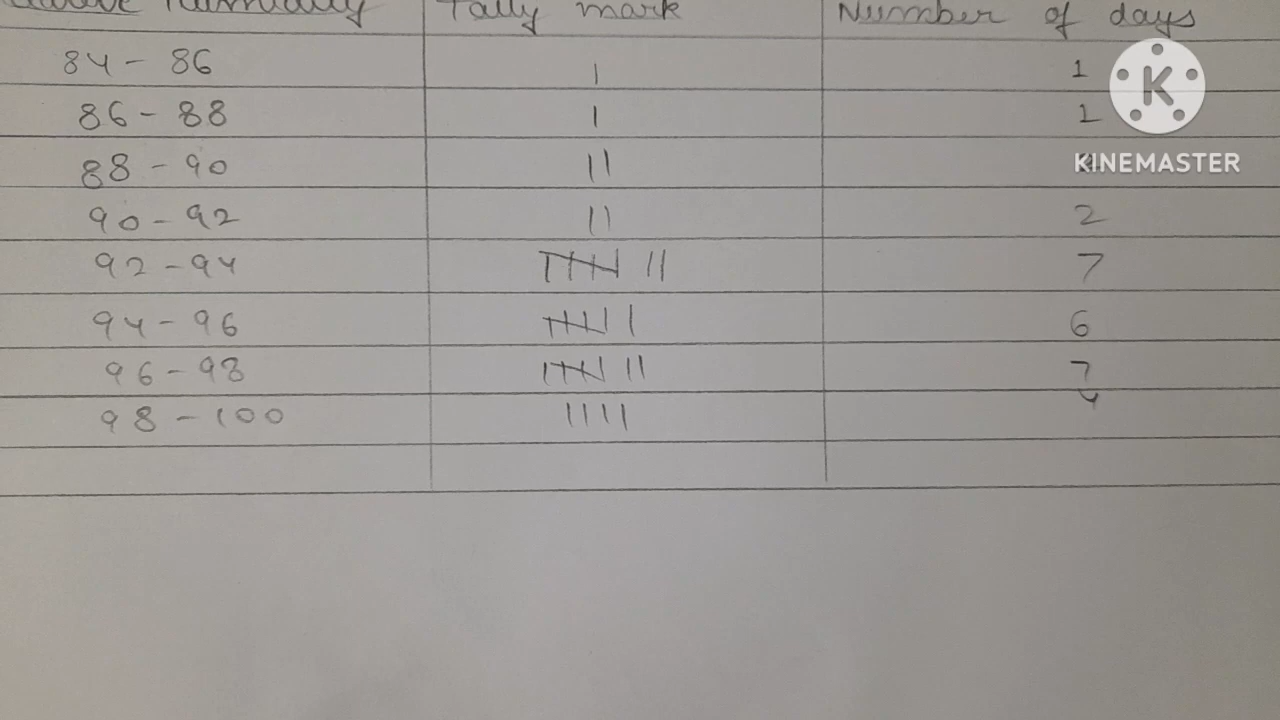 Tally mark Number of days
84 - 86 | 1
86 - 88 | 1
88 - 90 || 
90 - 92 || 2
92 - 94 |||| || 7
94 - 96 |||| | 6
96 - 98 |||| || 7
98 - 100 |||| 4
K
KINEMASTER